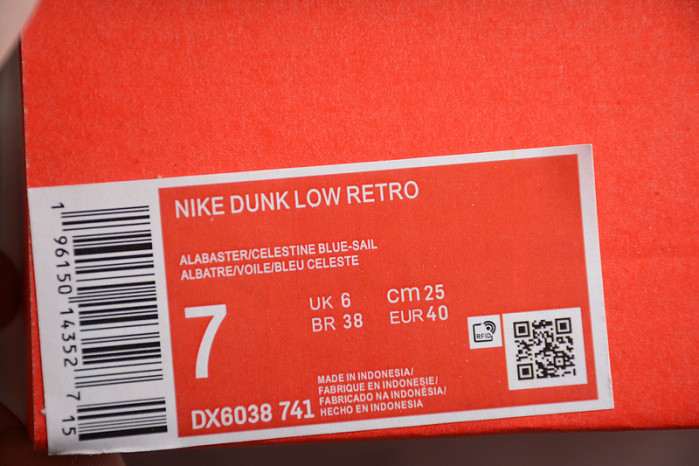 NIKE DUNK LOW RETRO
ALABASTER/CELESTINE BLUE-SAIL
ALBATRE/VOILE/BLEU CELESTE
7
UK 6 cm 25
BR 38 EUR 40
RFID
DX6038 741
MADE IN INDONESIA/
FABRIQUE EN INDONESIE/
FABRICADO NA INDONÉSIA/
HECHO EN INDONESIA
1 96150 14352 7 15